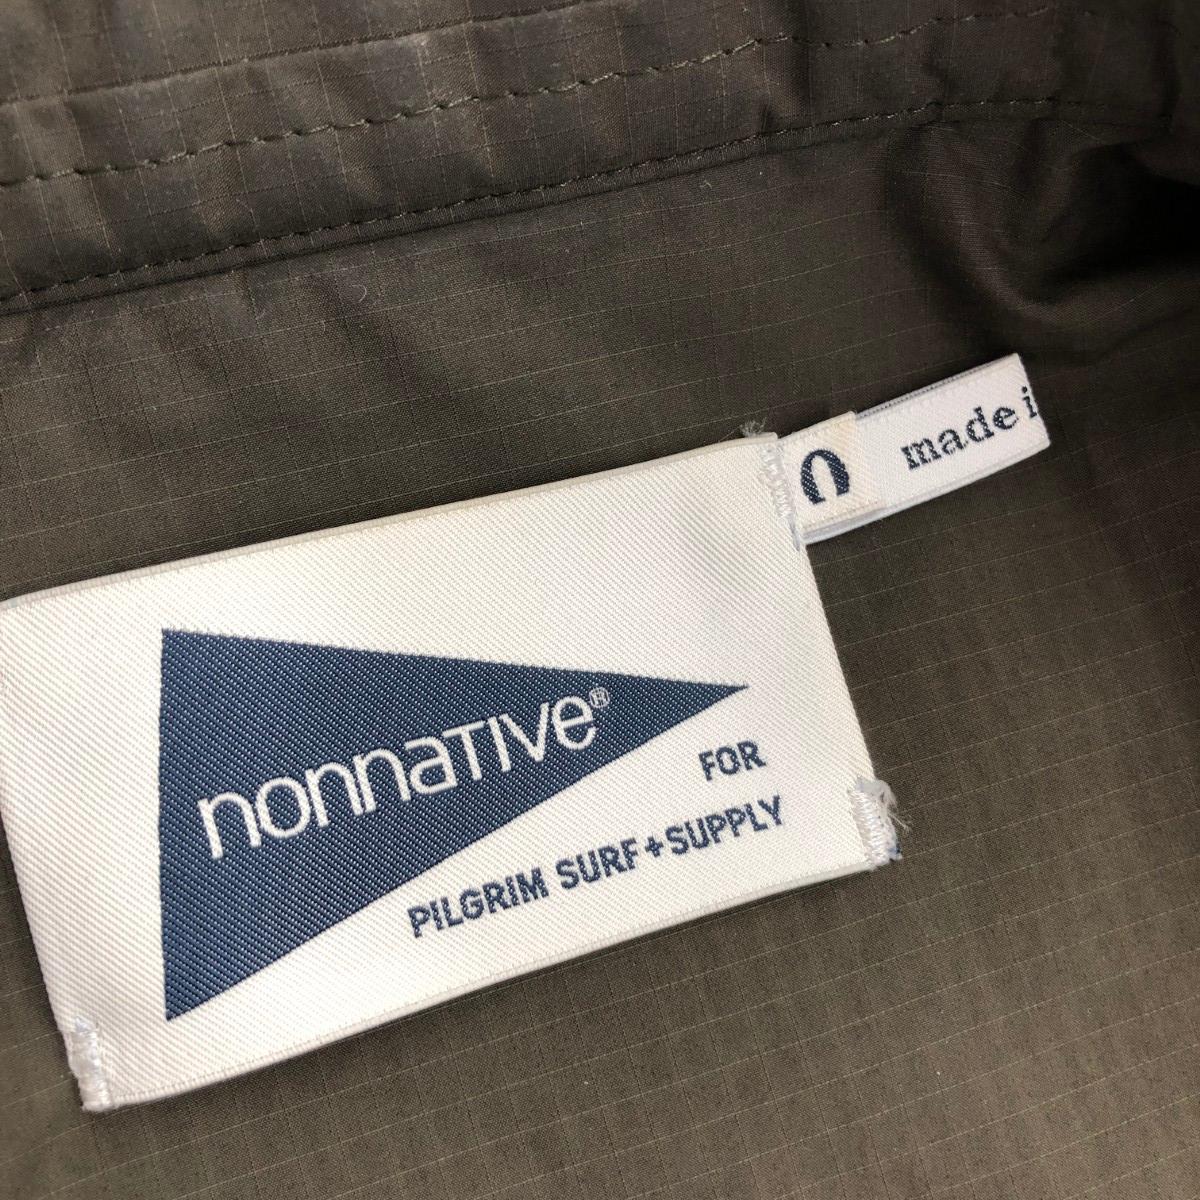 nonnative®
FOR
PILGRIM SURF+SUPPLY
0
made i